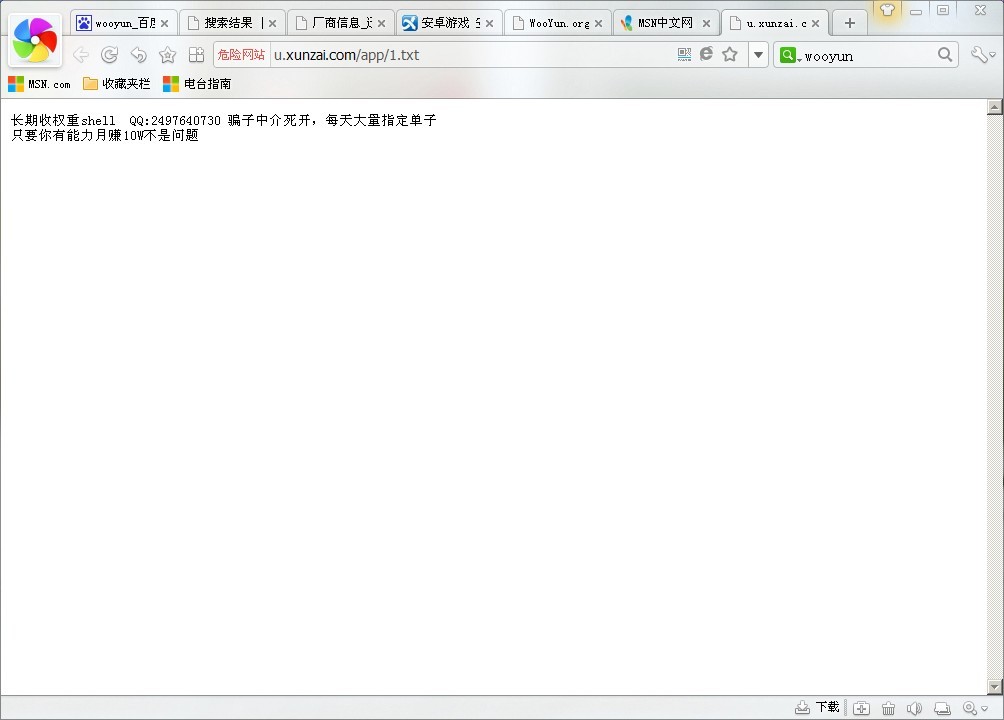 wooyun_百度
搜索结果 |
厂商信息_
安卓游戏
WooYun.org
MSN中文网
u.xunzai.c
危险网站
u.xunzai.com/app/1.txt
wooyun
MSN.com
收藏夹栏
电台指南
长期收权重shell QQ:2497640730 骗子中介死开，每天大量指定单子
只要你有能力月赚10W不是问题
下载